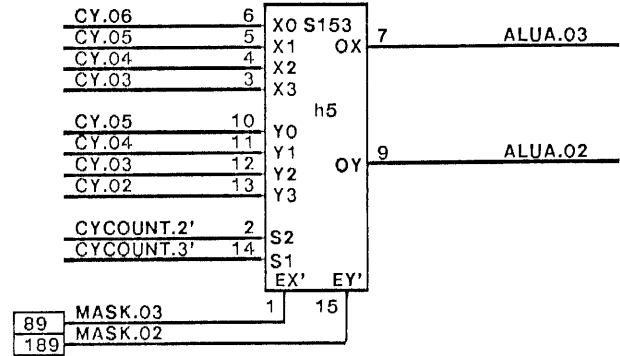 CY.06 6 X0 S153
CY.05 5 X1 OX 7 ALUA.03
CY.04 4 X2
CY.03 3 X3
h5
CY.05 10 Y0
CY.04 11 Y1
CY.03 12 Y2 OY 9 ALUA.02
CY.02 13 Y3
CYCOUNT.2' 2 S2
CYCOUNT.3' 14 S1
EX' EY'
1 15
89 MASK.03
189 MASK.02